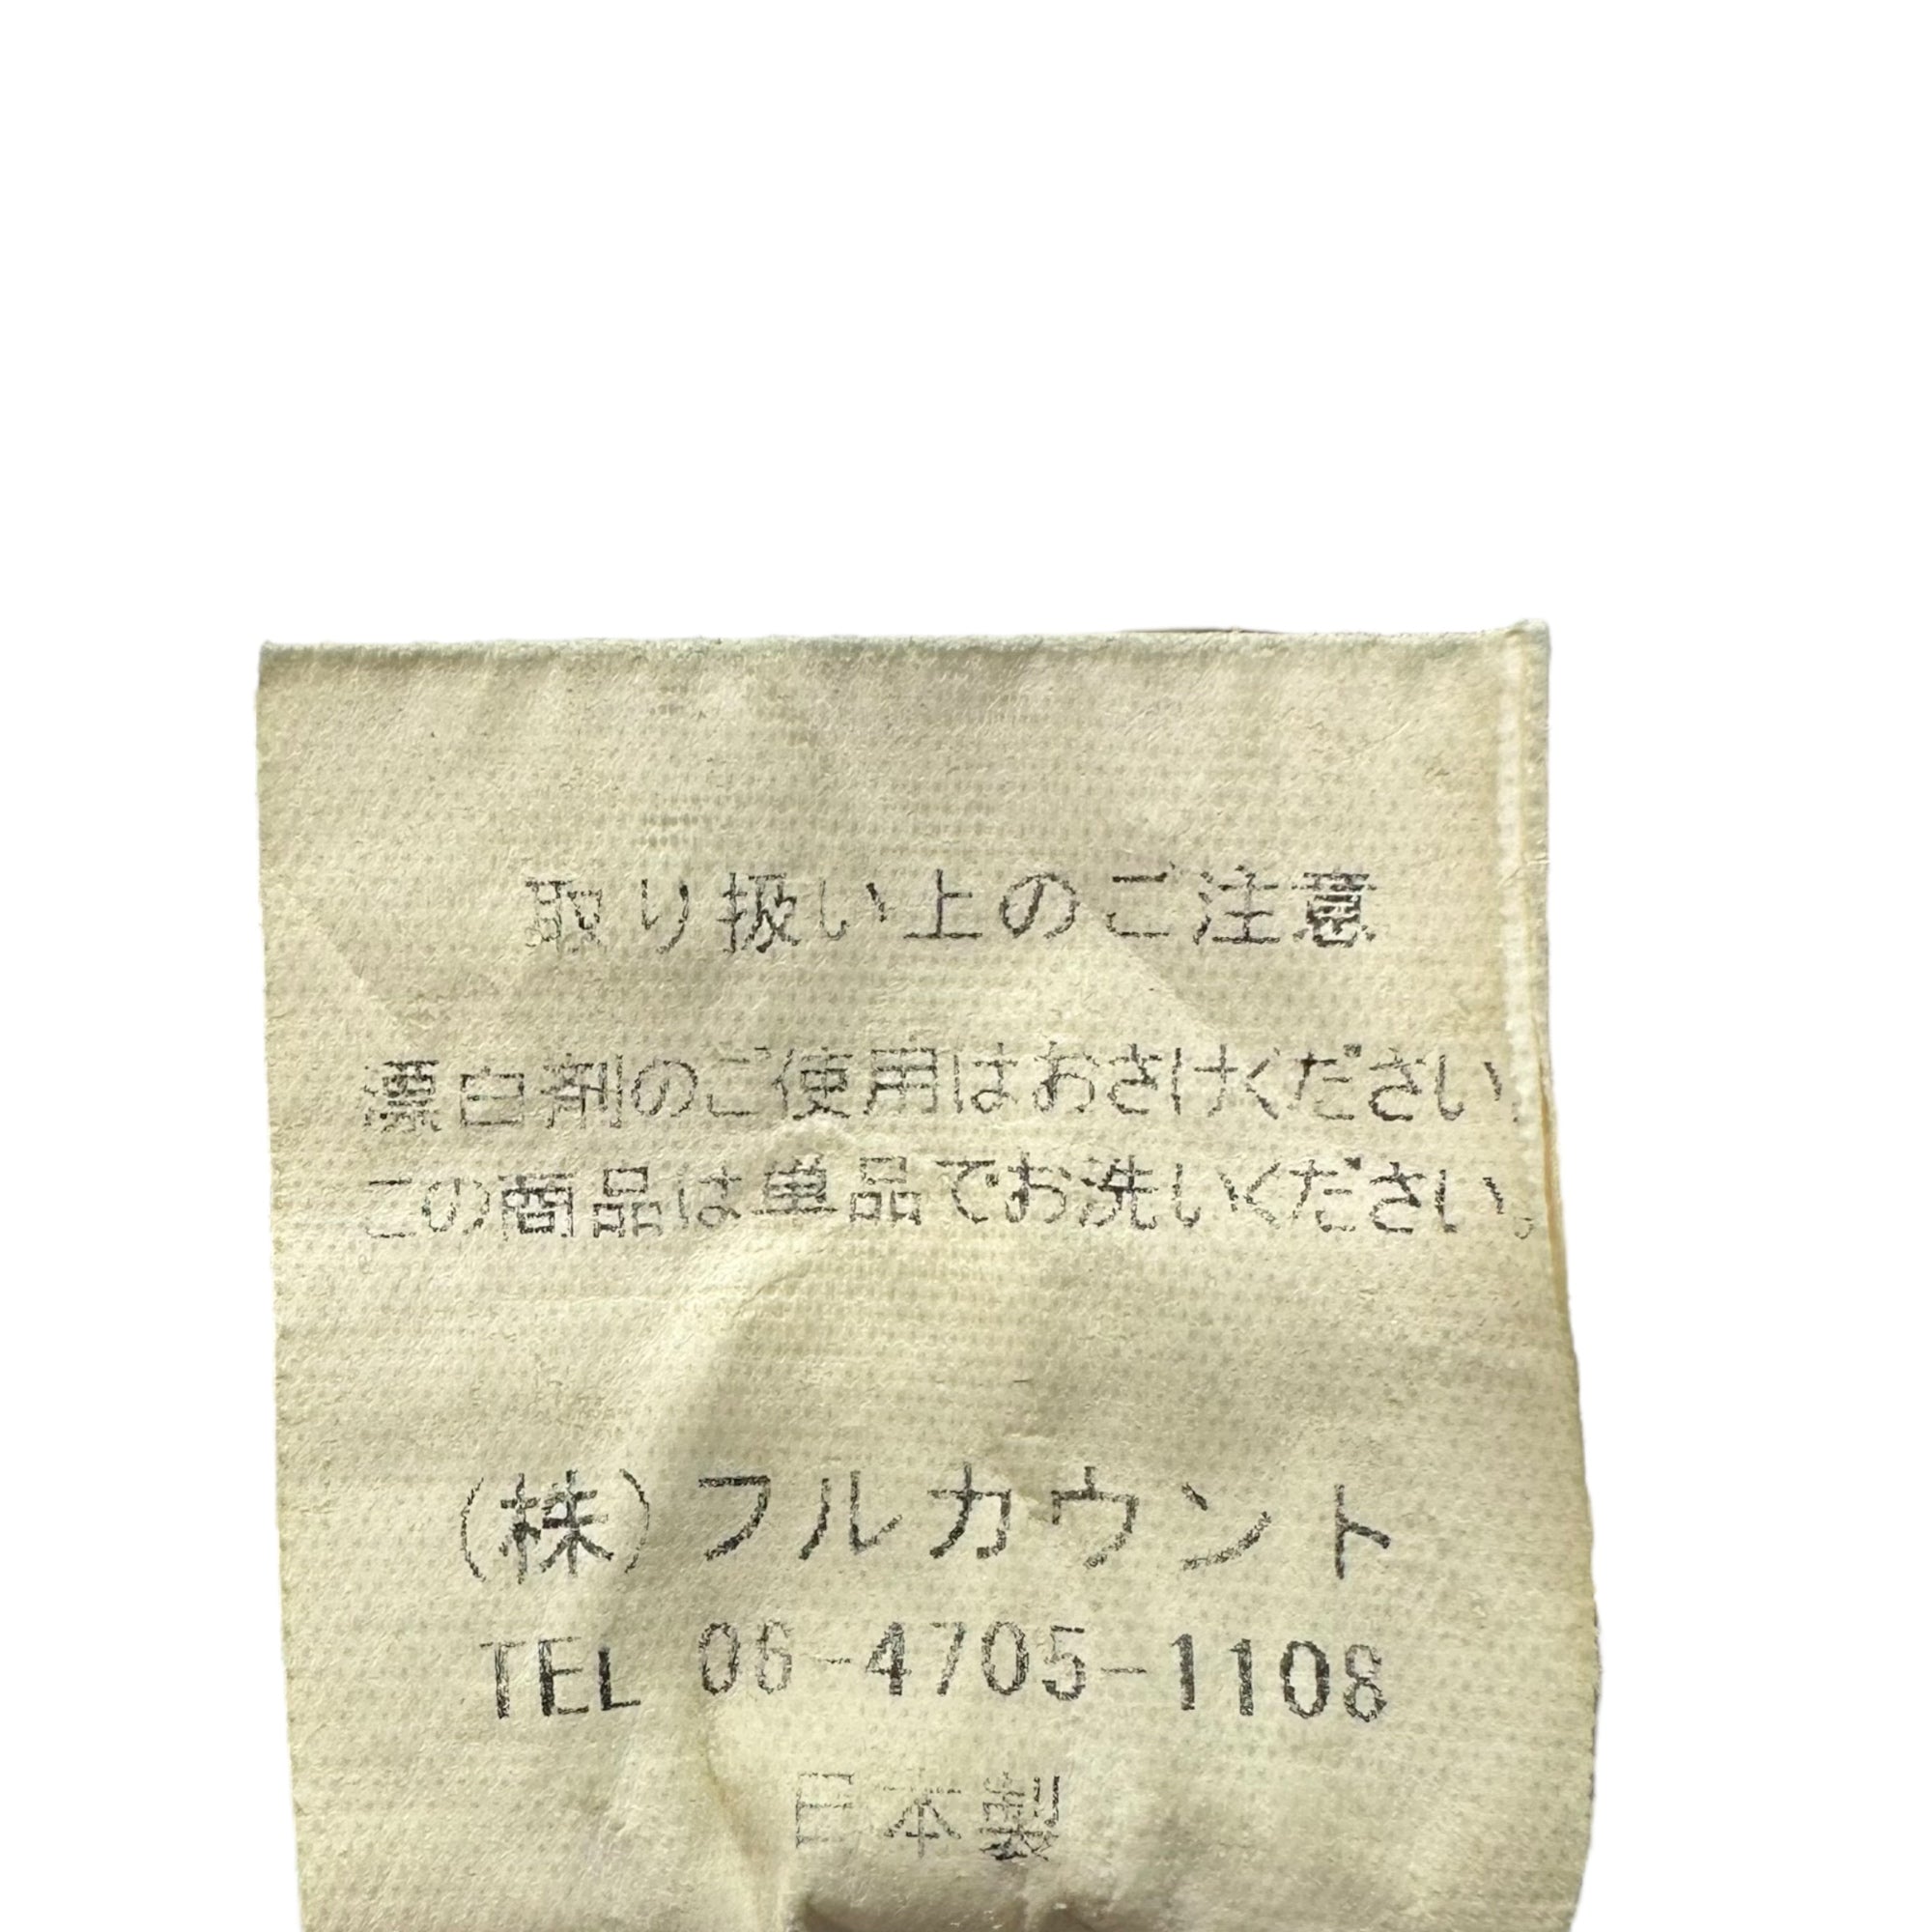 取り扱い上のご注意
漂白剤のご使用はおさけください。
この商品は単品でお洗いください。
(株)フルカウント
TEL 06-4705-1108
日本製